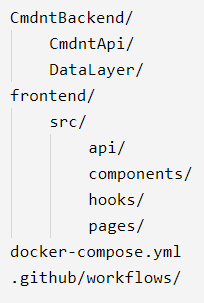 CmdntBackend/
CmdntApi/
DataLayer/
frontend/
src/
api/
components/
hooks/
pages/
docker-compose.yml
.github/workflows/